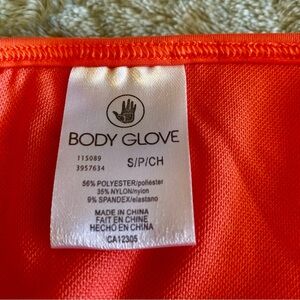 BODY GLOVE
115089
3957634
S/P/CH
56% POLYESTER/poliéster
35% NYLON/nylon
9% SPANDEX/elastano
MADE IN CHINA
FAIT EN CHINE
HECHO EN CHINA
CA12305